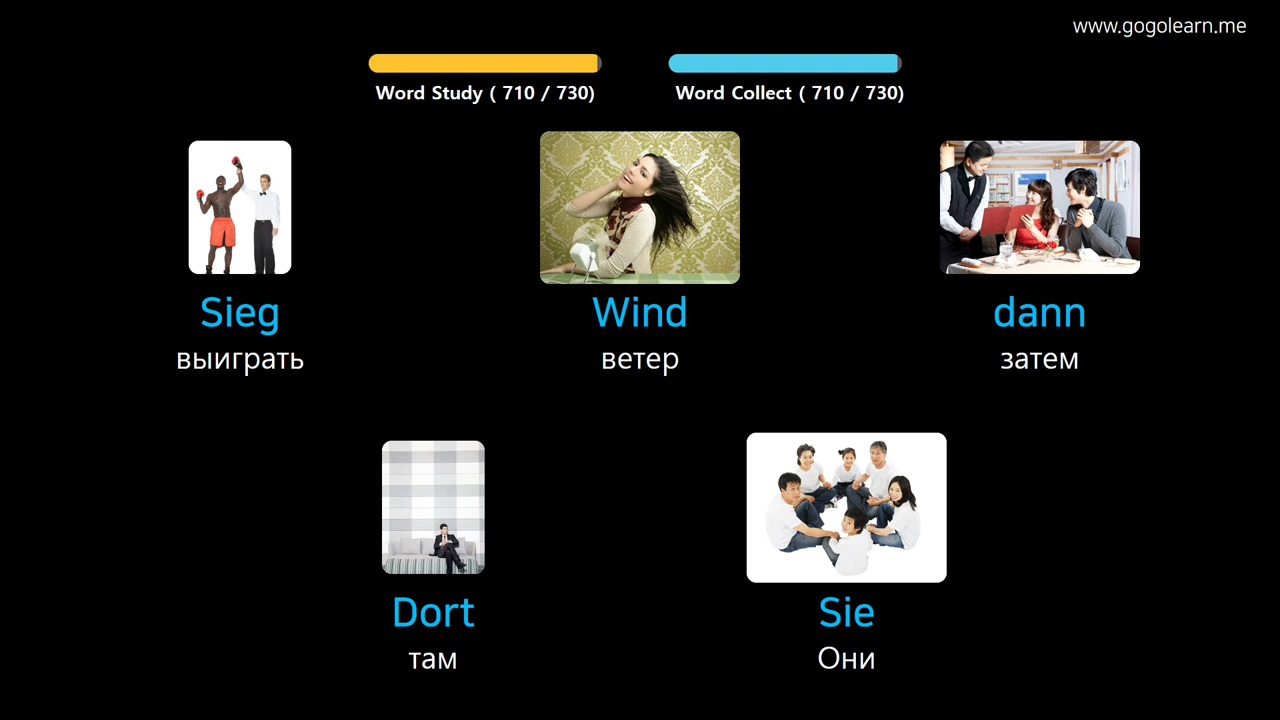 www.gogolearn.me
Word Study ( 710 / 730)
Word Collect ( 710 / 730)
Sieg
выиграть
Wind
ветер
dann
затем
Dort
там
Sie
Они